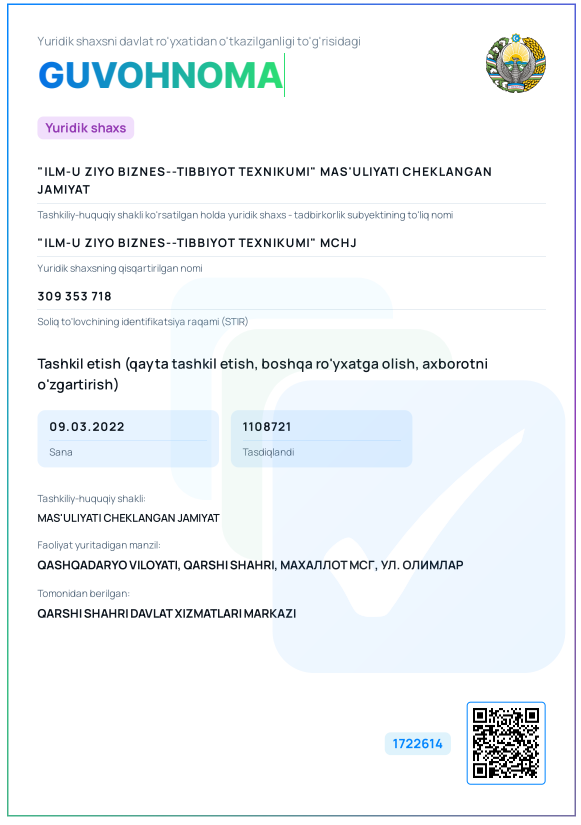 Yuridik shaxsni davlat ro'yxatidan o'tkazilganligi to'g'risidagi
GUVOHNOMA
Yuridik shaxs
"ILM-U ZIYO BIZNES--TIBBIYOT TEXNIKUMI" MAS'ULIYATI CHEKLANGAN
JAMIYAT
Tashkiliy-huquqiy shakli ko'rsatilgan holda yuridik shaxs - tadbirkorlik subyektining to'liq nomi
"ILM-U ZIYO BIZNES--TIBBIYOT TEXNIKUMI" MCHJ
Yuridik shaxsning qisqartirilgan nomi
309 353 718
Soliq to'lovchining identifikatsiya raqami (STIR)
Tashkil etish (qayta tashkil etish, boshqa ro'yxatga olish, axborotni
o'zgartirish)
09.03.2022 1108721
Sana Tasdiqlandi
Tashkiliy-huquqiy shakli:
MAS'ULIYATI CHEKLANGAN JAMIYAT
Faoliyat yuritadigan manzil:
QASHQADARYO VILOYATI, QARSHI SHAHRI, МАХАЛЛОТ МСГ, УЛ. ОЛИМЛАР
Tomonidan berilgan:
QARSHI SHAHRI DAVLAT XIZMATLARI MARKAZI
1722614